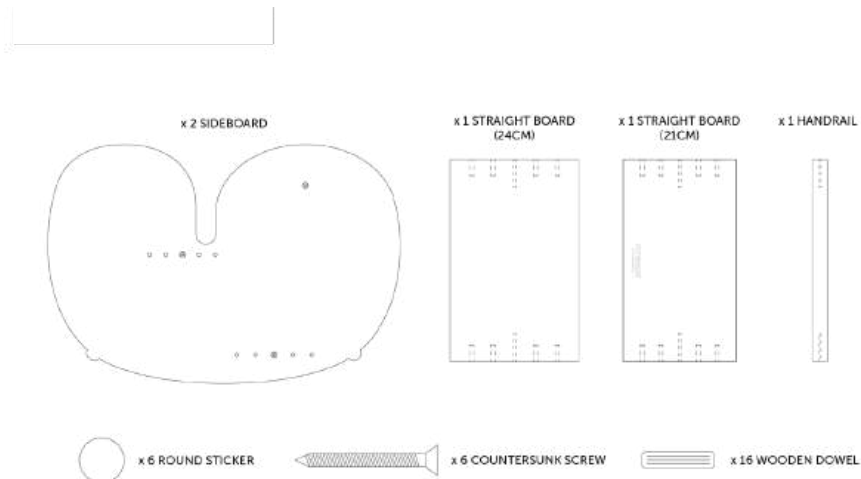 x 2 SIDEBOARD
x 1 STRAIGHT BOARD
(24CM)
x 1 STRAIGHT BOARD
(21CM)
x 1 HANDRAIL
x 6 ROUND STICKER
x 6 COUNTERSUNK SCREW
x 16 WOODEN DOWEL